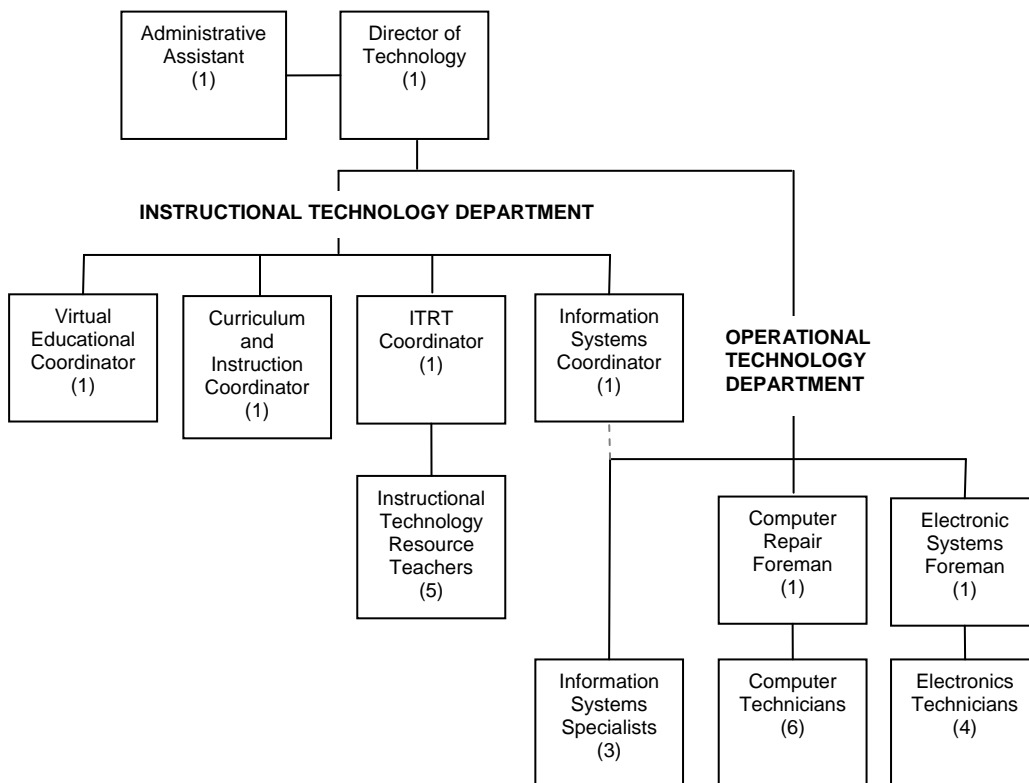 Administrative
Assistant
(1)
Director of
Technology
(1)
INSTRUCTIONAL TECHNOLOGY DEPARTMENT
Virtual
Educational
Coordinator
(1)
Curriculum
and
Instruction
Coordinator
(1)
ITRT
Coordinator
(1)
Information
Systems
Coordinator
(1)
OPERATIONAL
TECHNOLOGY
DEPARTMENT
Instructional
Technology
Resource
Teachers
(5)
Computer
Repair
Foreman
(1)
Electronic
Systems
Foreman
(1)
Information
Systems
Specialists
(3)
Computer
Technicians
(6)
Electronics
Technicians
(4)